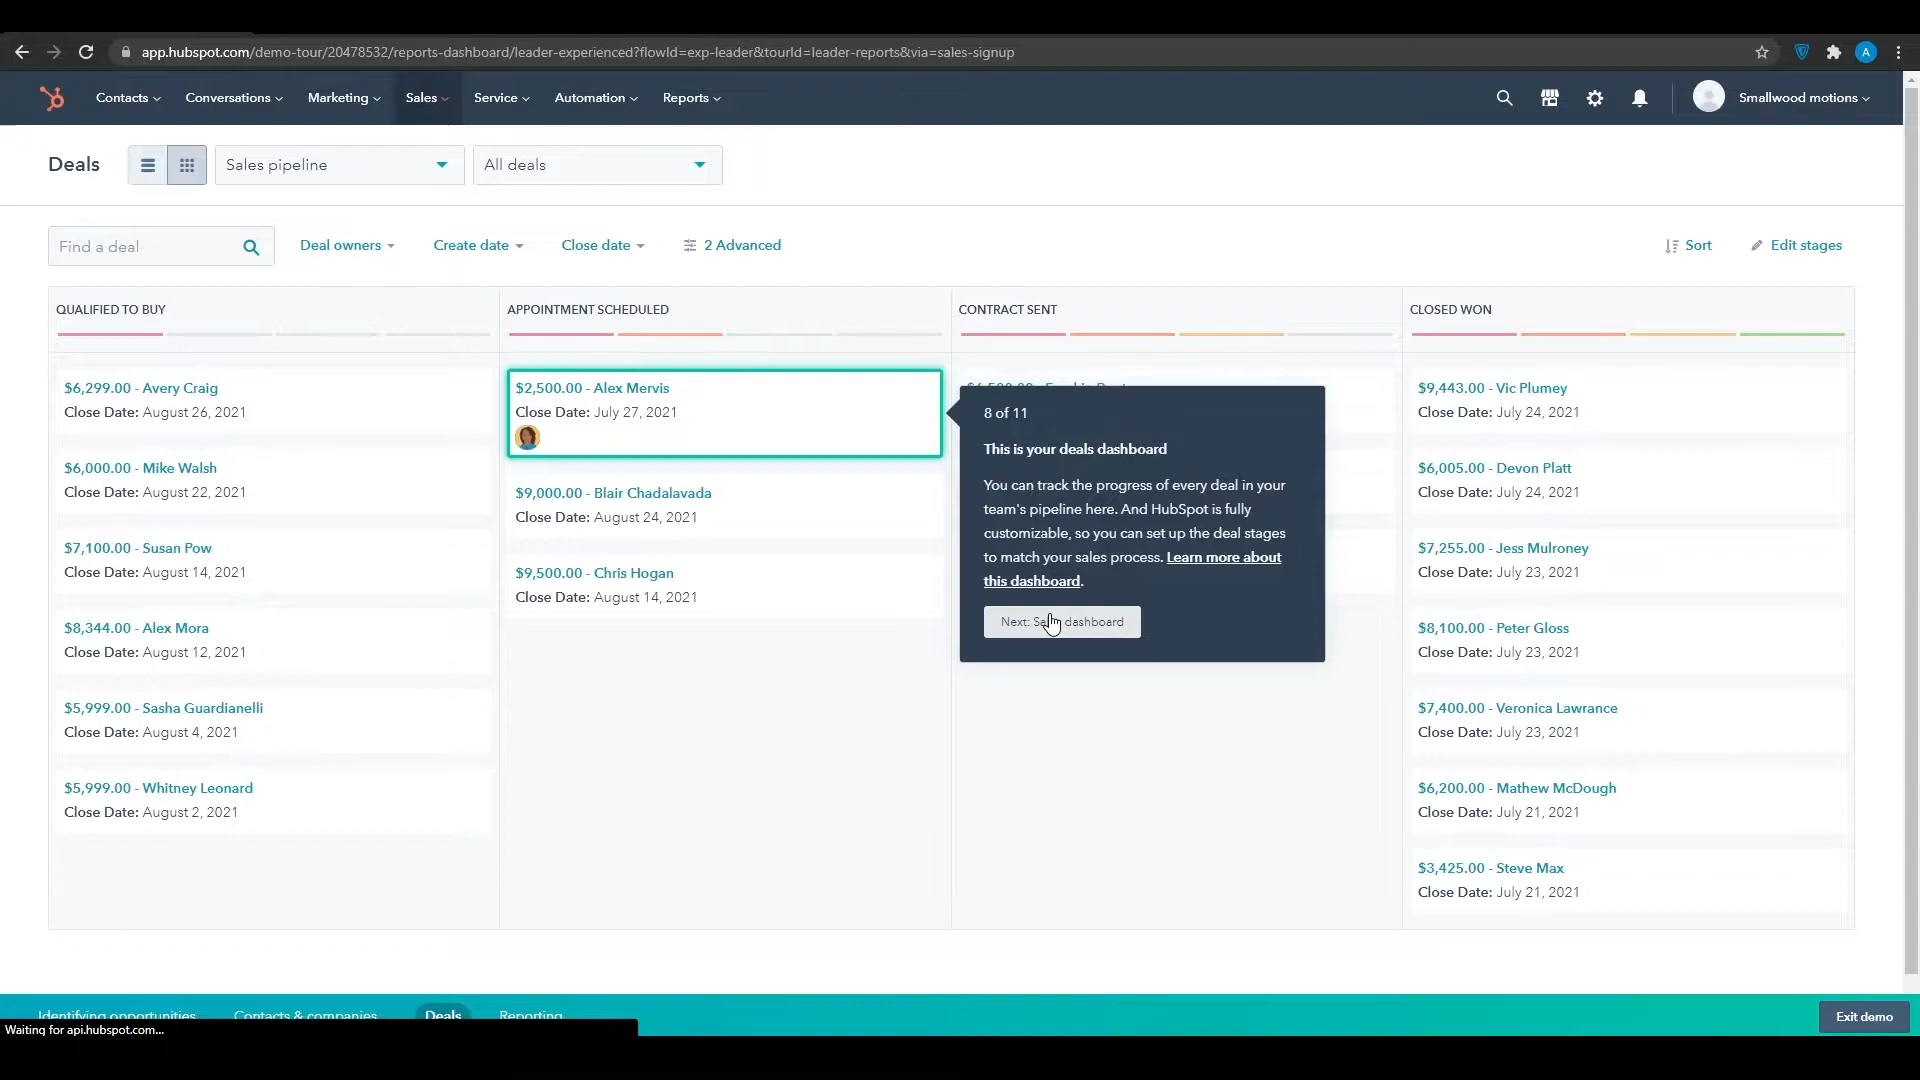 app.hubspot.com/demo-tour/20478532/reports-dashboard/leader-experienced?flowId=exp-leader&tourId=leader-reports&via=sales-signup
A
Contacts Conversations Marketing Sales Service Automation Reports
Smallwood motions
Deals
Sales pipeline
All deals
Find a deal
Deal owners
Create date
Close date
2 Advanced
Sort
Edit stages
QUALIFIED TO BUY
$6,299.00 - Avery Craig
Close Date: August 26, 2021
$6,000.00 - Mike Walsh
Close Date: August 22, 2021
$7,100.00 - Susan Pow
Close Date: August 14, 2021
$8,344.00 - Alex Mora
Close Date: August 12, 2021
$5,999.00 - Sasha Guardianelli
Close Date: August 4, 2021
$5,999.00 - Whitney Leonard
Close Date: August 2, 2021
APPOINTMENT SCHEDULED
$2,500.00 - Alex Mervis
Close Date: July 27, 2021
$9,000.00 - Blair Chadalavada
Close Date: August 24, 2021
$9,500.00 - Chris Hogan
Close Date: August 14, 2021
CONTRACT SENT
8 of 11
This is your deals dashboard
You can track the progress of every deal in your
team's pipeline here. And HubSpot is fully
customizable, so you can set up the deal stages
to match your sales process. Learn more about
this dashboard.
Next: dashboard
CLOSED WON
$9,443.00 - Vic Plumey
Close Date: July 24, 2021
$6,005.00 - Devon Platt
Close Date: July 24, 2021
$7,255.00 - Jess Mulroney
Close Date: July 23, 2021
$8,100.00 - Peter Gloss
Close Date: July 23, 2021
$7,400.00 - Veronica Lawrance
Close Date: July 23, 2021
$6,200.00 - Mathew McDough
Close Date: July 21, 2021
$3,425.00 - Steve Max
Close Date: July 21, 2021
Identifying opportunities Contacts & companies Deals Reporting
Exit demo
Waiting for api.hubspot.com...